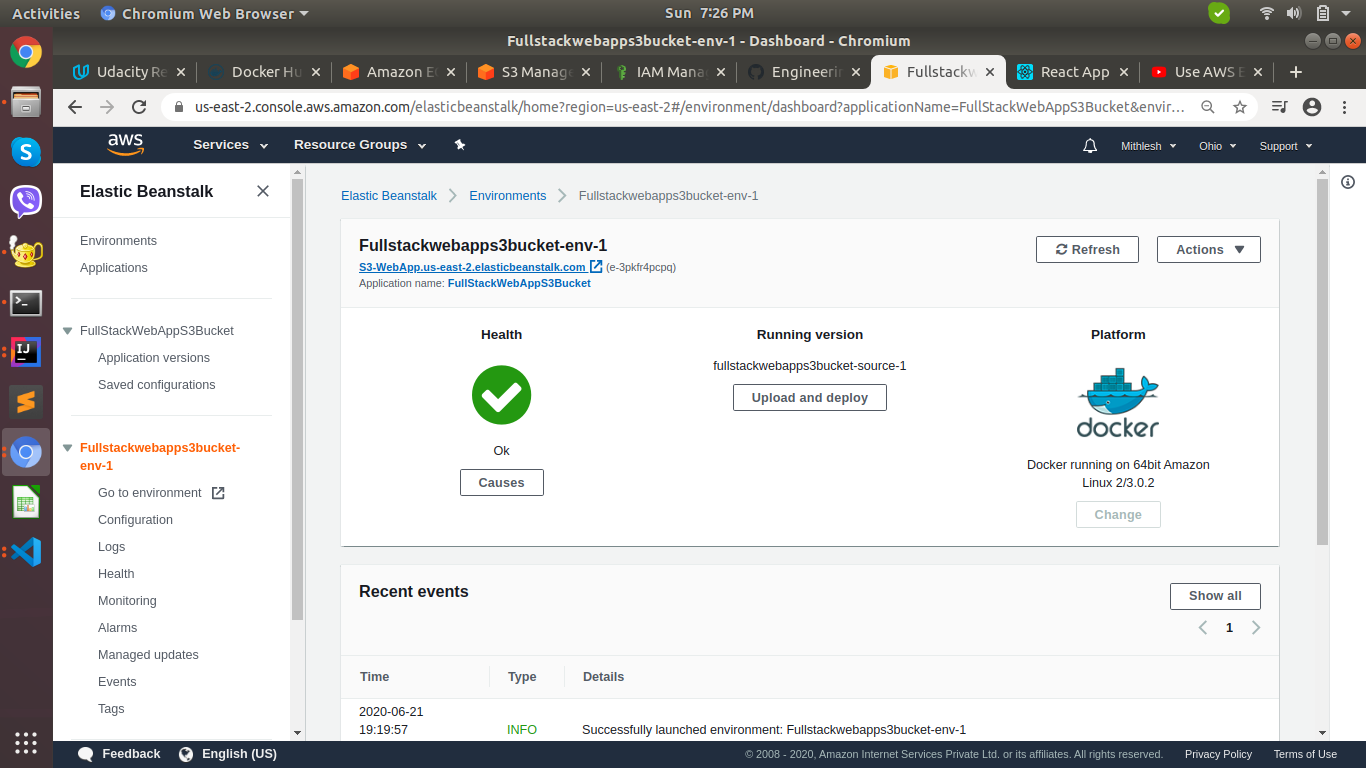 Activities
Chromium Web Browser
Sun 7:26 PM
Fullstackwebapps3bucket-env-1 - Dashboard - Chromium
Udacity Re
Docker Hu
Amazon EC
S3 Manage
IAM Mana
Engineerin
Fullstackw
React App
Use AWS E
us-east-2.console.aws.amazon.com/elasticbeanstalk/home?region=us-east-2#/environment/dashboard?applicationName=FullStackWebAppS3Bucket&envir...
aws
Services
Resource Groups
Mithlesh
Ohio
Support
Elastic Beanstalk
Environments
Applications
FullStackWebAppS3Bucket
Application versions
Saved configurations
Fullstackwebapps3bucket-
env-1
Go to environment
Configuration
Logs
Health
Monitoring
Alarms
Managed updates
Events
Tags
Elastic Beanstalk
Environments
Fullstackwebapps3bucket-env-1
Fullstackwebapps3bucket-env-1
S3-WebApp.us-east-2.elasticbeanstalk.com (e-3pkfr4pcpq)
Application name: FullStackWebAppS3Bucket
Refresh
Actions
Health
Ok
Causes
Running version
fullstackwebapps3bucket-source-1
Upload and deploy
Platform
docker
Docker running on 64bit Amazon
Linux 2/3.0.2
Change
Recent events
Show all
1
Time
Type
Details
2020-06-21
19:19:57
INFO
Successfully launched environment: Fullstackwebapps3bucket-env-1
Feedback
English (US)
© 2008 - 2020, Amazon Internet Services Private Ltd. or its affiliates. All rights reserved.
Privacy Policy
Terms of Use